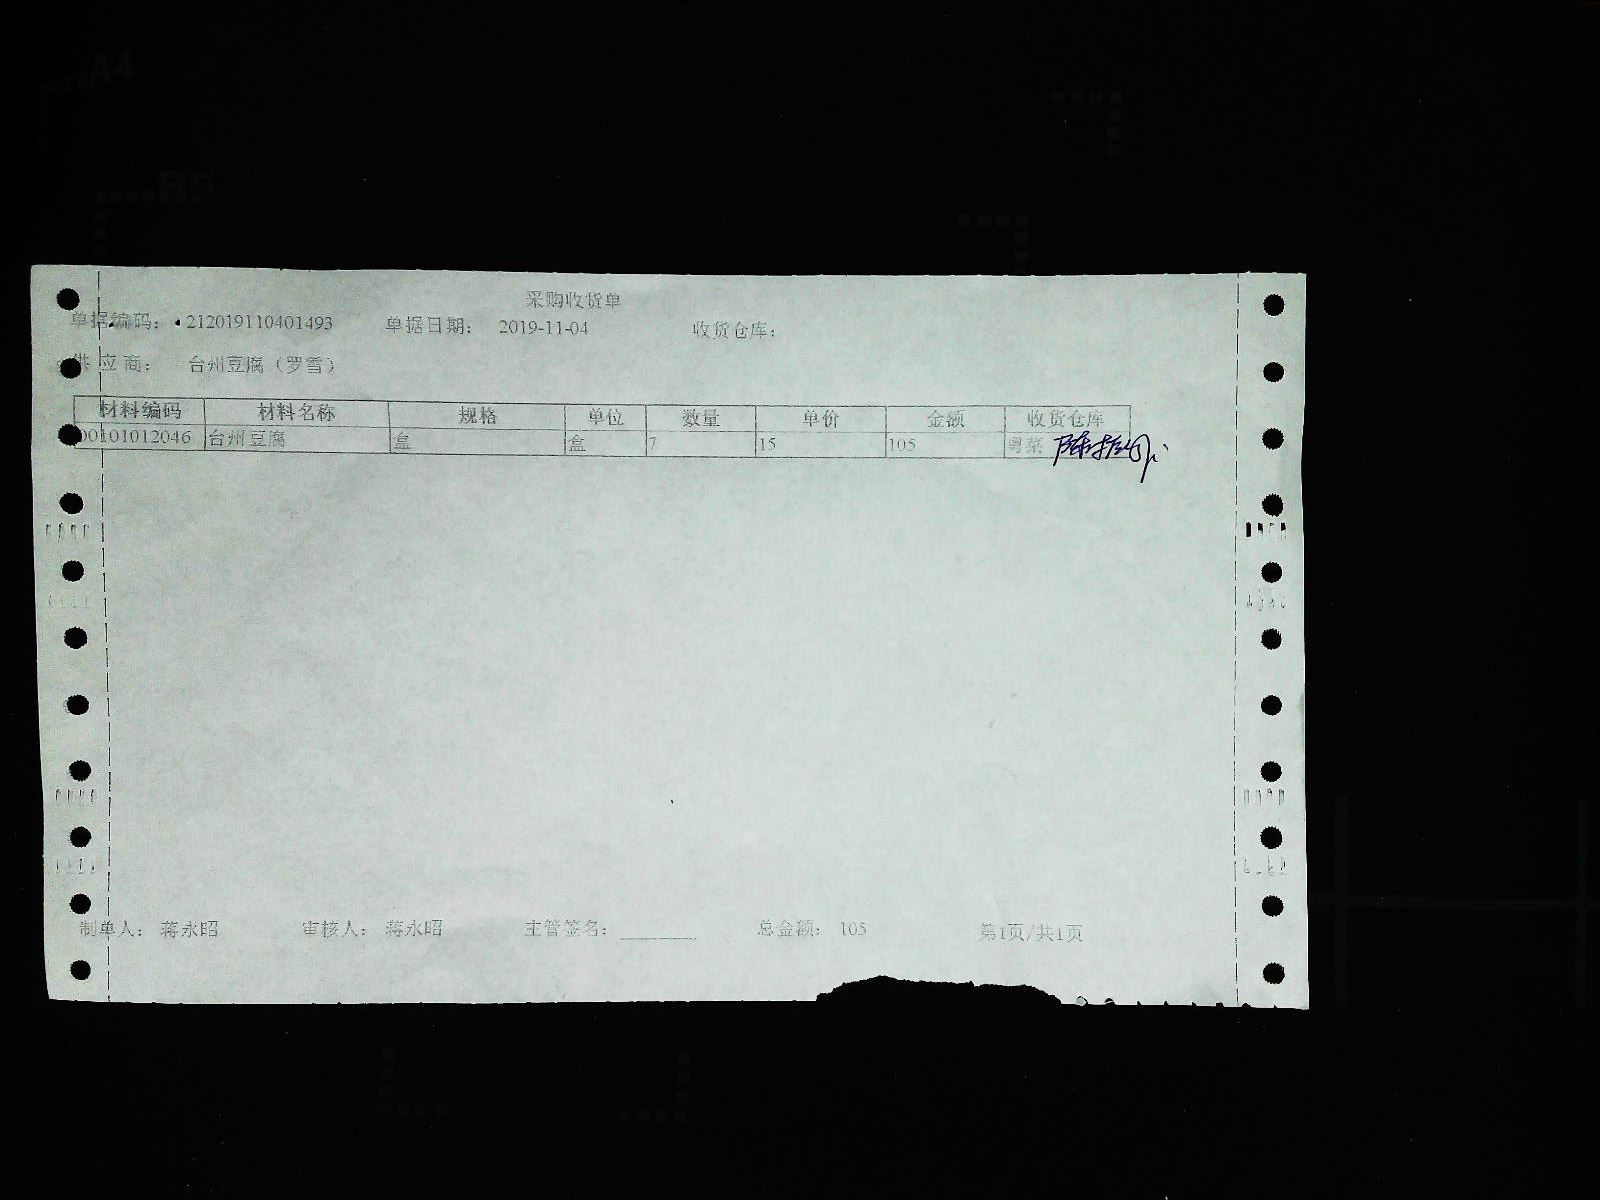 A4
B5
采购收货单
单据编码: 212019110401493 单据日期: 2019-11-04 收货仓库:
供应商: 台州豆腐（罗雪）
材料编码 材料名称 规格 单位 数量 单价 金额 收货仓库
00101012046 台州豆腐 盒 盒 7 15 105 粤菜
制单人: 蒋永昭 审核人: 蒋永昭 主管签名: 总金额: 105 第1页/共1页